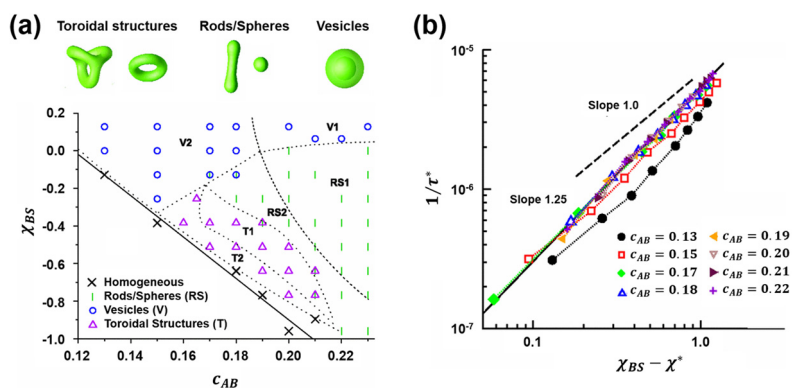 (a)
Toroidal structures
Rods/Spheres
Vesicles
0.2
0.0
-0.2
-0.4
-0.6
-0.8
-1.0
χBS
0.12
0.14
0.16
0.18
0.20
0.22
cAB
V2
V1
RS1
RS2
T1
T2
Homogeneous
Rods/Spheres (RS)
Vesicles (V)
Toroidal Structures (T)
(b)
10-5
10-6
10-7
1/τ*
0.1
1.0
χBS − χ*
Slope 1.0
Slope 1.25
cAB = 0.13
cAB = 0.15
cAB = 0.17
cAB = 0.18
cAB = 0.19
cAB = 0.20
cAB = 0.21
cAB = 0.22